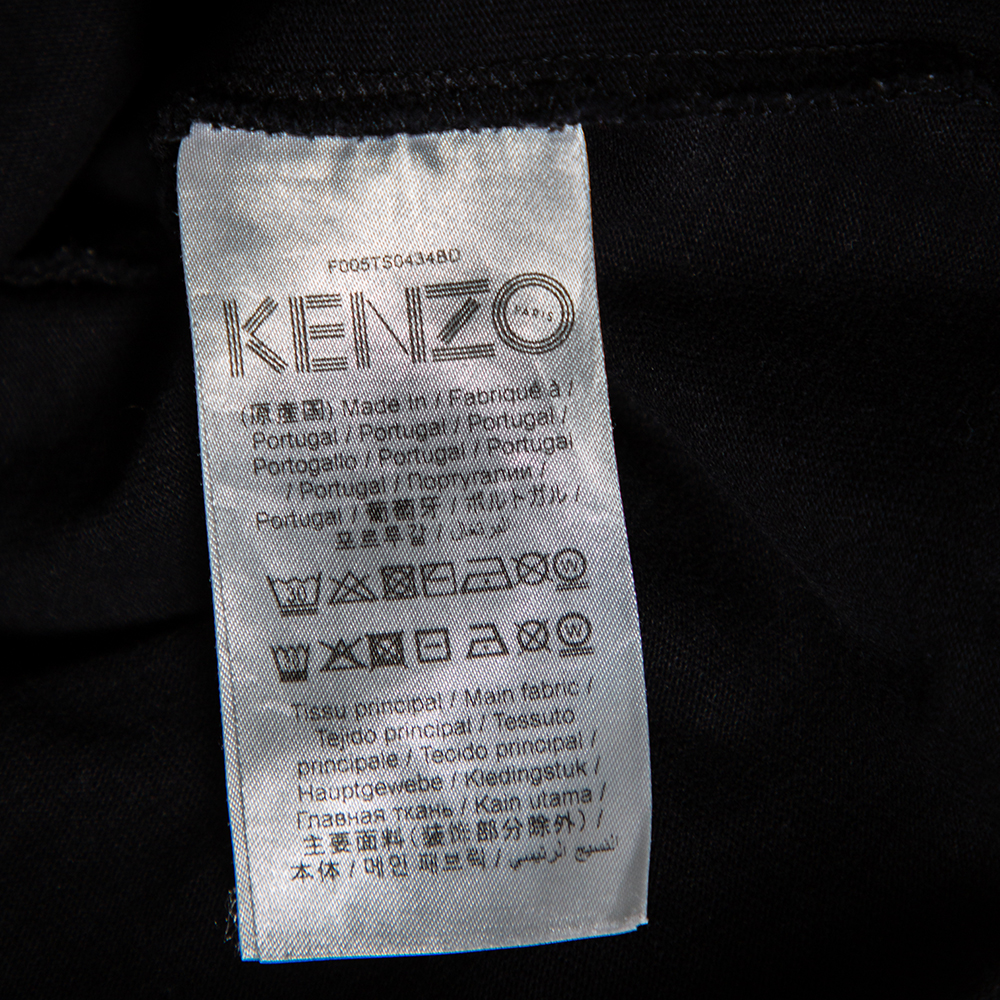 F005TS0434BD
KENZO
PARIS
(原産国) Made In / Fabriqué à /
Portugal / Portugal / Portugal /
Portogallo / Portugal / Portugal
/ Portugal / Португалии /
Portugal / 葡萄牙 / ポルトガル /
포르투갈 / البرتغال
30 W
30 W
Tissu principal / Main fabric /
Tejido principal / Tessuto
principale / Tecido principal /
Hauptgewebe / Kledingstuk /
Главная ткань / Kain utama /
主要面料 (装饰部分除外) /
本体 / 메인 패브릭 / النسيج الرئيسي